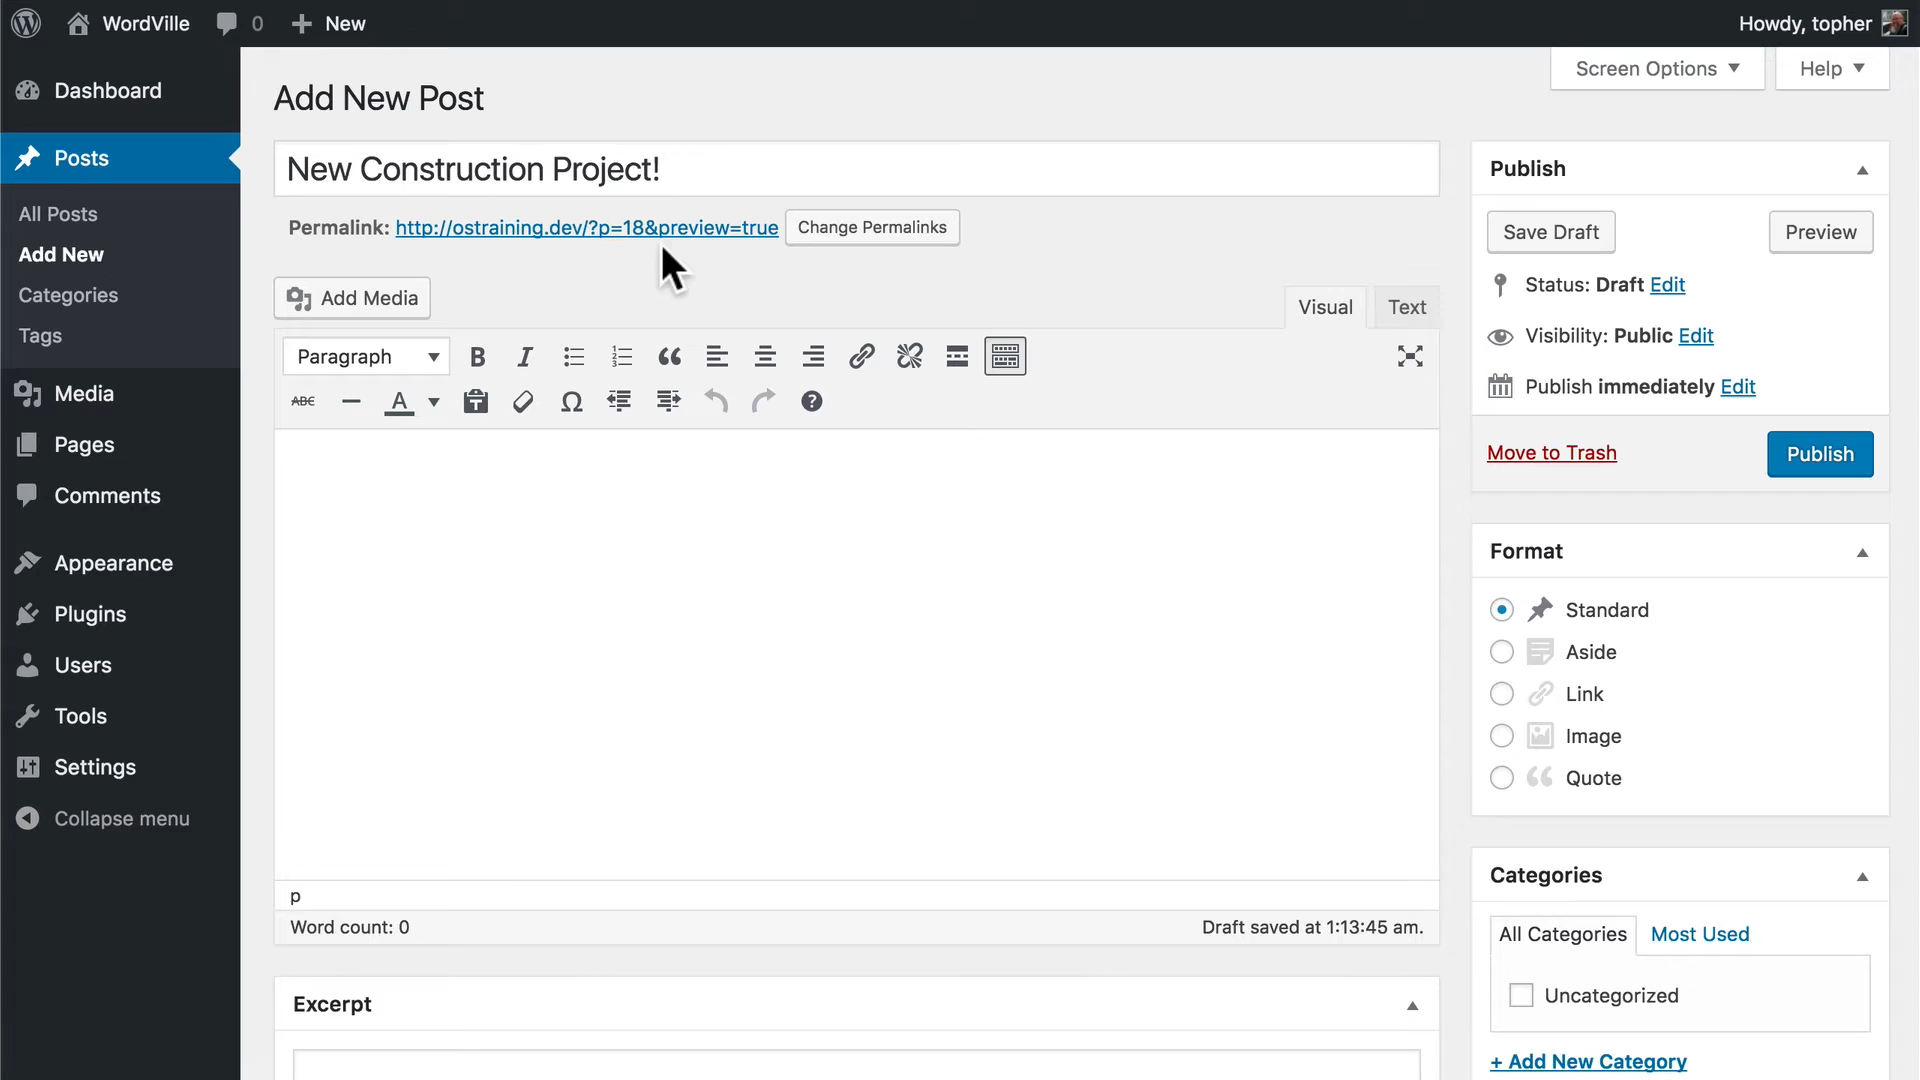 WordVille
0
New
Howdy, topher
Dashboard
Posts
All Posts
Add New
Categories
Tags
Media
Pages
Comments
Appearance
Plugins
Users
Tools
Settings
Collapse menu
Screen Options
Help
Add New Post
New Construction Project!
Permalink: http://ostraining.dev/?p=18&preview=true
Change Permalinks
Add Media
Visual
Text
Paragraph
B
I
ABC
A
p
Word count: 0
Draft saved at 1:13:45 am.
Excerpt
Publish
Save Draft
Preview
Status: Draft Edit
Visibility: Public Edit
Publish immediately Edit
Move to Trash
Publish
Format
Standard
Aside
Link
Image
Quote
Categories
All Categories
Most Used
Uncategorized
+ Add New Category